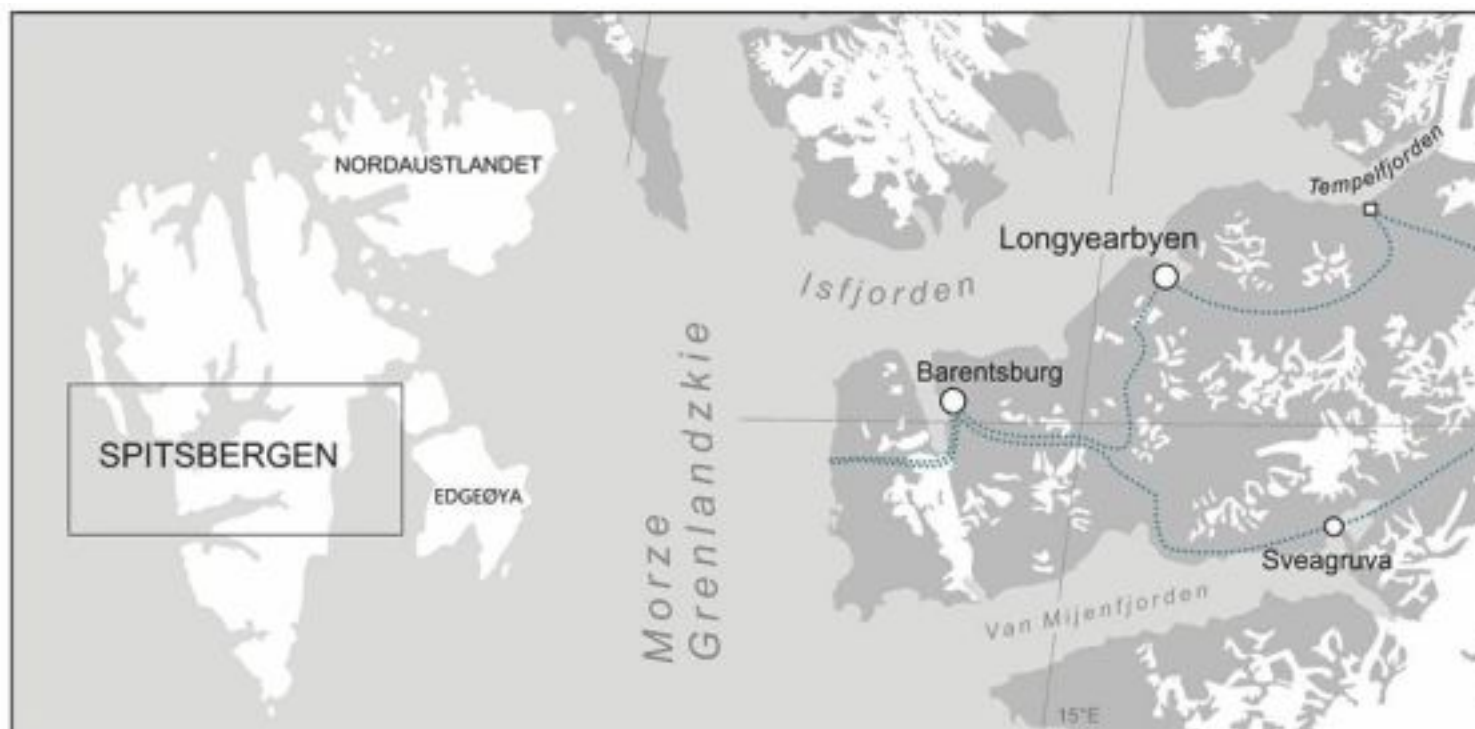 NORDAUSTLANDET
SPITSBERGEN
EDGEØYA
Morze
Grenlandzkie
Isfjorden
Longyearbyen
Tempelfjorden
Barentsburg
Sveagruva
Van Mijenfjorden
15°E